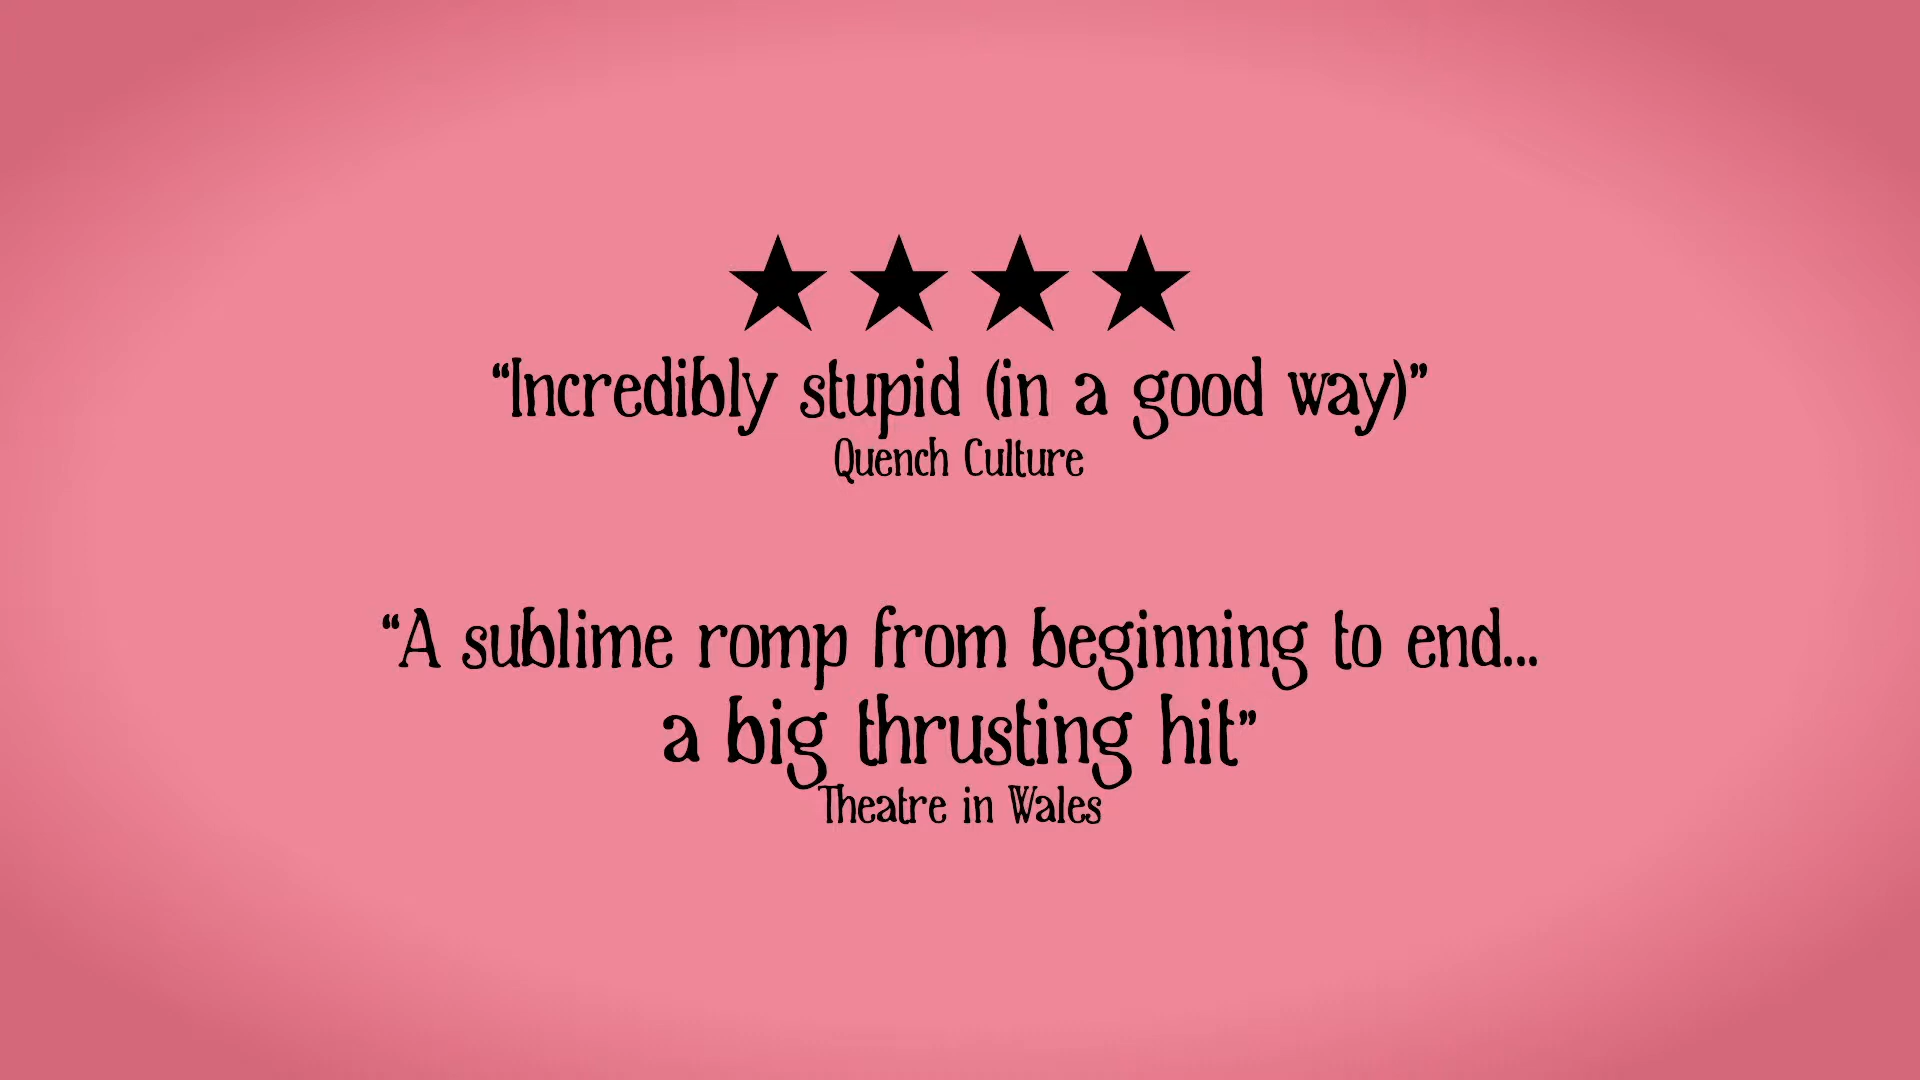 ★★★★
“Incredibly stupid (in a good way)”
Quench Culture
“A sublime romp from beginning to end...
a big thrusting hit”
Theatre in Wales